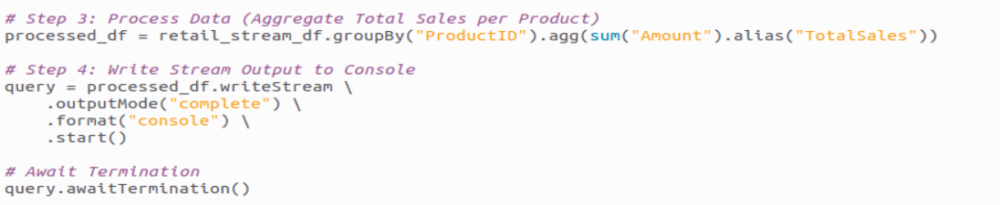 # Step 3: Process Data (Aggregate Total Sales per Product)
processed_df = retail_stream_df.groupBy("ProductID").agg(sum("Amount").alias("TotalSales"))
# Step 4: Write Stream Output to Console
query = processed_df.writeStream \
    .outputMode("complete") \
    .format("console") \
    .start()
# Await Termination
query.awaitTermination()